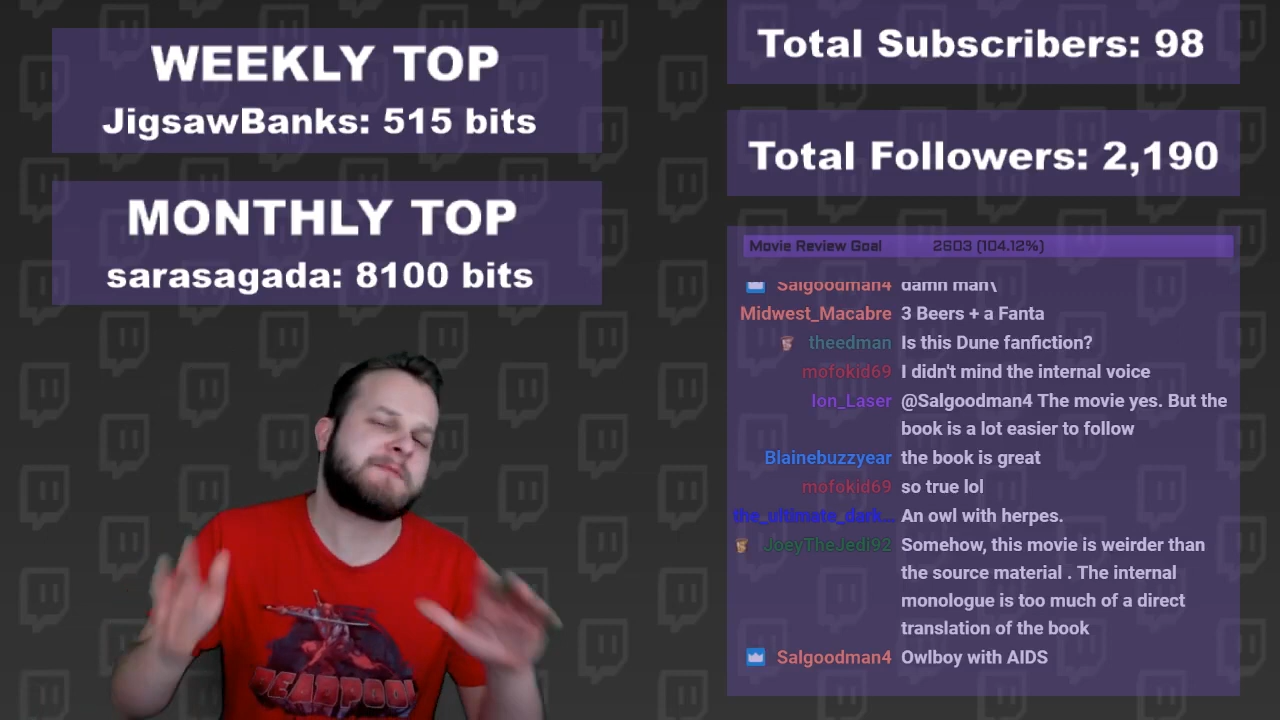 WEEKLY TOP
JigsawBanks: 515 bits
MONTHLY TOP
sarasagada: 8100 bits
Total Subscribers: 98
Total Followers: 2,190
Movie Review Goal 2603 (104.12%)
Salgoodman4 damn man\
Midwest_Macabre 3 Beers + a Fanta
theedman Is this Dune fanfiction?
mofokid69 I didn't mind the internal voice
Ion_Laser @Salgoodman4 The movie yes. But the
book is a lot easier to follow
Blainebuzzyear the book is great
mofokid69 so true lol
the_ultimate_dark... An owl with herpes.
JoeyTheJedi92 Somehow, this movie is weirder than
the source material . The internal
monologue is too much of a direct
translation of the book
Salgoodman4 Owlboy with AIDS
DEADPOOL